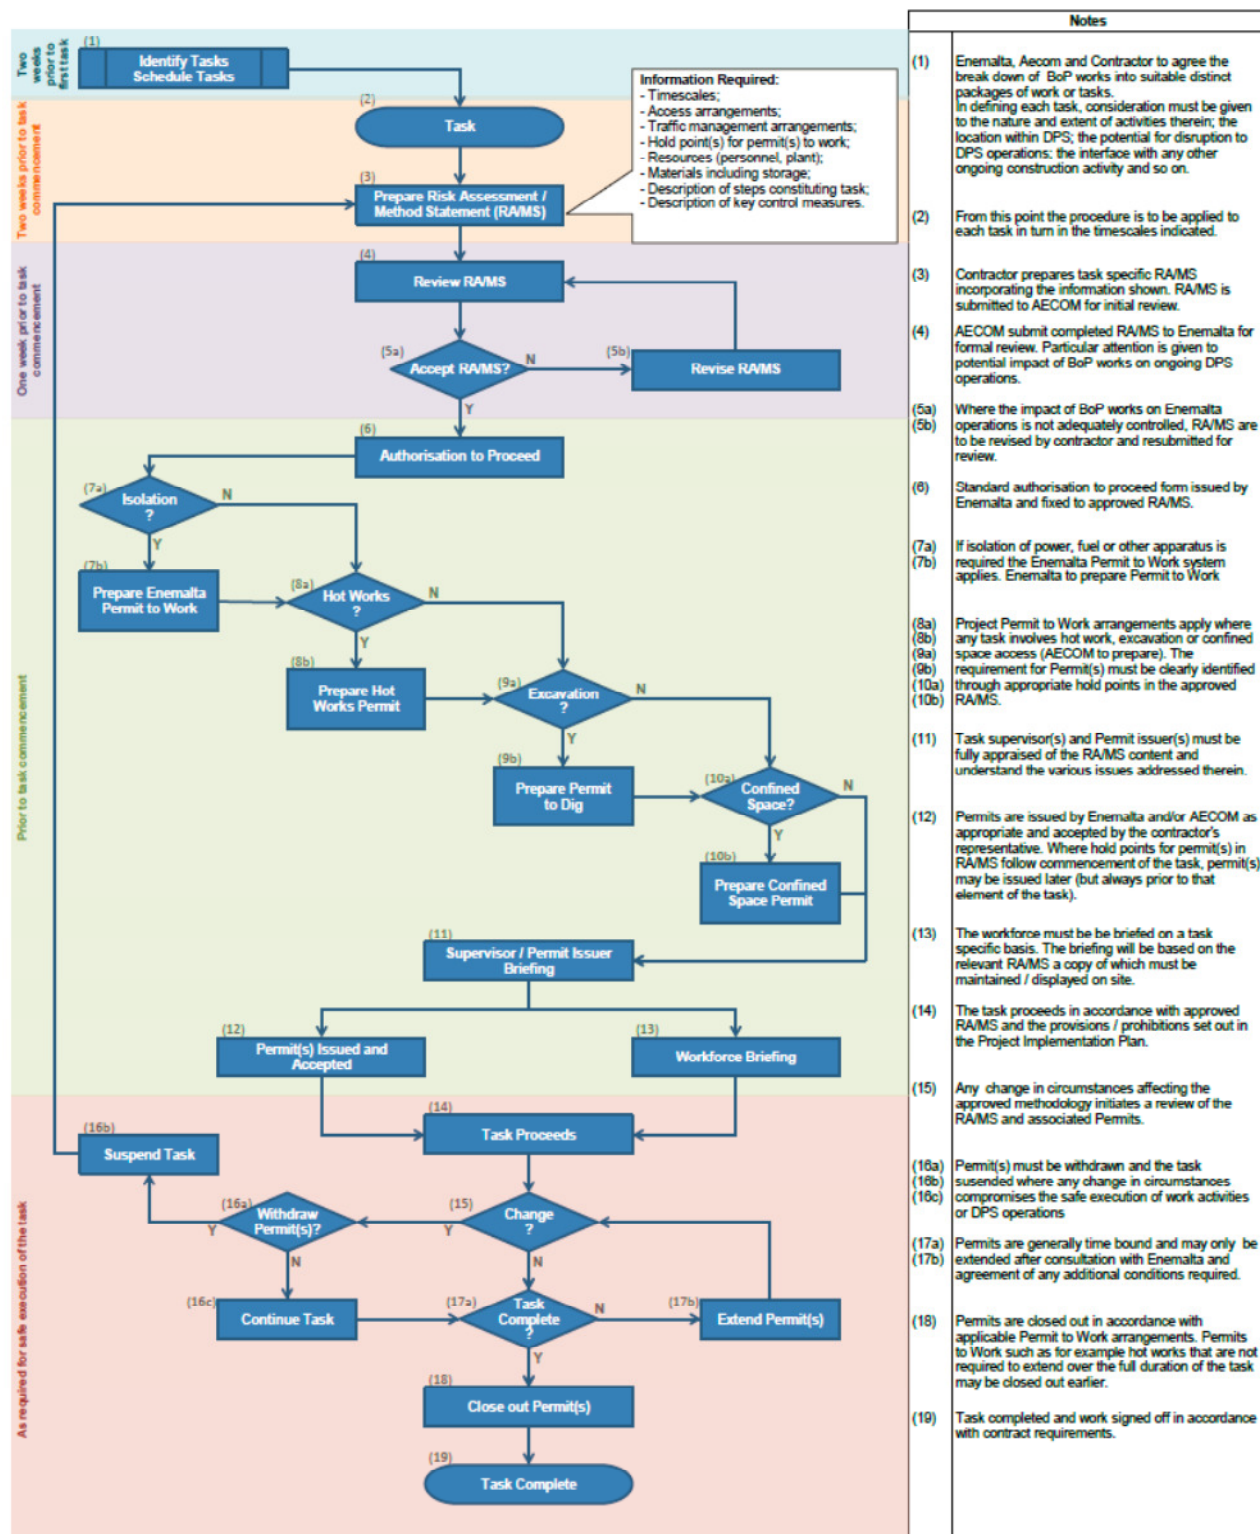 Two
weeks
prior to
first task
(1)
Identify Tasks
Schedule Tasks
Two weeks prior to task
commencement
(2)
Task
(3)
Prepare Risk Assessment /
Method Statement (RA/MS)
Information Required:
- Timescales;
- Access arrangements;
- Traffic management arrangements;
- Hold point(s) for permit(s) to work;
- Resources (personnel, plant);
- Materials including storage;
- Description of steps constituting task;
- Description of key control measures.
One week prior to task
commencement
(4)
Review RA/MS
(5a)
Accept RA/MS?
N
(5b)
Revise RA/MS
Y
Prior to task commencement
(6)
Authorisation to Proceed
(7a)
Isolation
?
N
Y
(7b)
Prepare Enemalta
Permit to Work
(8a)
Hot Works
?
N
Y
(8b)
Prepare Hot
Works Permit
(9a)
Excavation
?
N
Y
(9b)
Prepare Permit
to Dig
(10a)
Confined
Space?
N
Y
(10b)
Prepare Confined
Space Permit
(11)
Supervisor / Permit Issuer
Briefing
(12)
Permit(s) Issued and
Accepted
(13)
Workforce Briefing
As required for safe execution of the task
(14)
Task Proceeds
(16b)
Suspend Task
(16a)
Withdraw
Permit(s)?
Y
N
(15)
Change
?
Y
N
(16c)
Continue Task
(17a)
Task
Complete
?
N
(17b)
Extend Permit(s)
Y
(18)
Close out Permit(s)
(19)
Task Complete
Notes
(1) Enemalta, Aecom and Contractor to agree the
break down of BoP works into suitable distinct
packages of work or tasks.
In defining each task, consideration must be given
to the nature and extent of activities therein; the
location within DPS; the potential for disruption to
DPS operations; the interface with any other
ongoing construction activity and so on.
(2) From this point the procedure is to be applied to
each task in turn in the timescales indicated.
(3) Contractor prepares task specific RA/MS
incorporating the information shown. RA/MS is
submitted to AECOM for initial review.
(4) AECOM submit completed RA/MS to Enemalta for
formal review. Particular attention is given to
potential impact of BoP works on ongoing DPS
operations.
(5a) Where the impact of BoP works on Enemalta
(5b) operations is not adequately controlled, RA/MS are
to be revised by contractor and resubmitted for
review.
(6) Standard authorisation to proceed form issued by
Enemalta and fixed to approved RA/MS.
(7a) If isolation of power, fuel or other apparatus is
(7b) required the Enemalta Permit to Work system
applies. Enemalta to prepare Permit to Work
(8a) Project Permit to Work arrangements apply where
(8b) any task involves hot work, excavation or confined
(9a) space access (AECOM to prepare). The
(9b) requirement for Permit(s) must be clearly identified
(10a) through appropriate hold points in the approved
(10b) RA/MS.
(11) Task supervisor(s) and Permit issuer(s) must be
fully appraised of the RA/MS content and
understand the various issues addressed therein.
(12) Permits are issued by Enemalta and/or AECOM as
appropriate and accepted by the contractor's
representative. Where hold points for permit(s) in
RA/MS follow commencement of the task, permit(s)
may be issued later (but always prior to that
element of the task).
(13) The workforce must be be briefed on a task
specific basis. The briefing will be based on the
relevant RA/MS a copy of which must be
maintained / displayed on site.
(14) The task proceeds in accordance with approved
RA/MS and the provisions / prohibitions set out in
the Project Implementation Plan.
(15) Any change in circumstances affecting the
approved methodology initiates a review of the
RA/MS and associated Permits.
(16a) Permit(s) must be withdrawn and the task
(16b) susended where any change in circumstances
(16c) compromises the safe execution of work activities
or DPS operations
(17a) Permits are generally time bound and may only be
(17b) extended after consultation with Enemalta and
agreement of any additional conditions required.
(18) Permits are closed out in accordance with
applicable Permit to Work arrangements. Permits
to Work such as for example hot works that are not
required to extend over the full duration of the task
may be closed out earlier.
(19) Task completed and work signed off in accordance
with contract requirements.